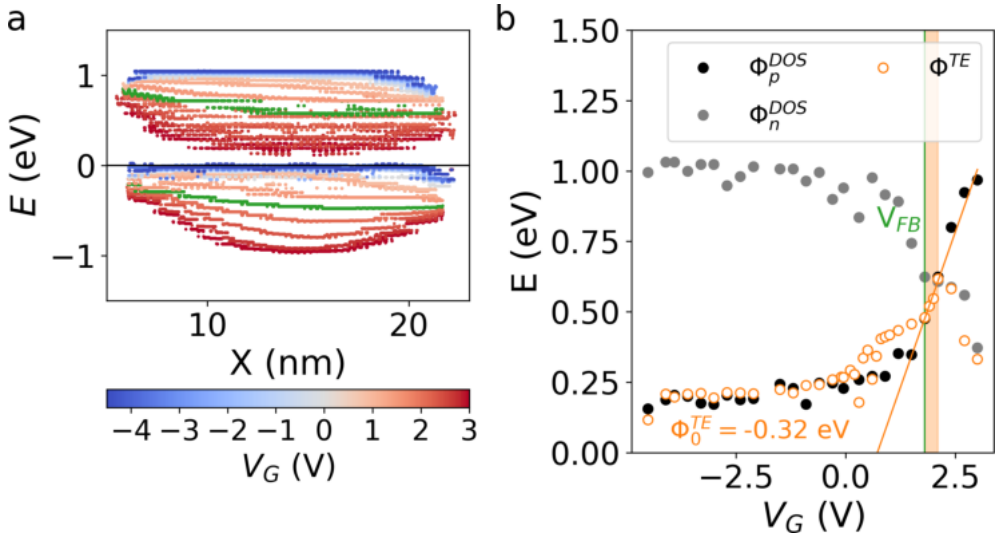 a
E (eV)
1
0
−1
10
20
X (nm)
−4 −3 −2 −1 0 1 2 3
V_G (V)
b
E (eV)
1.50
1.25
1.00
0.75
0.50
0.25
0.00
Φ_p^{DOS}
Φ^{TE}
Φ_n^{DOS}
V_{FB}
Φ_0^{TE} = -0.32 eV
−2.5 0.0 2.5
V_G (V)